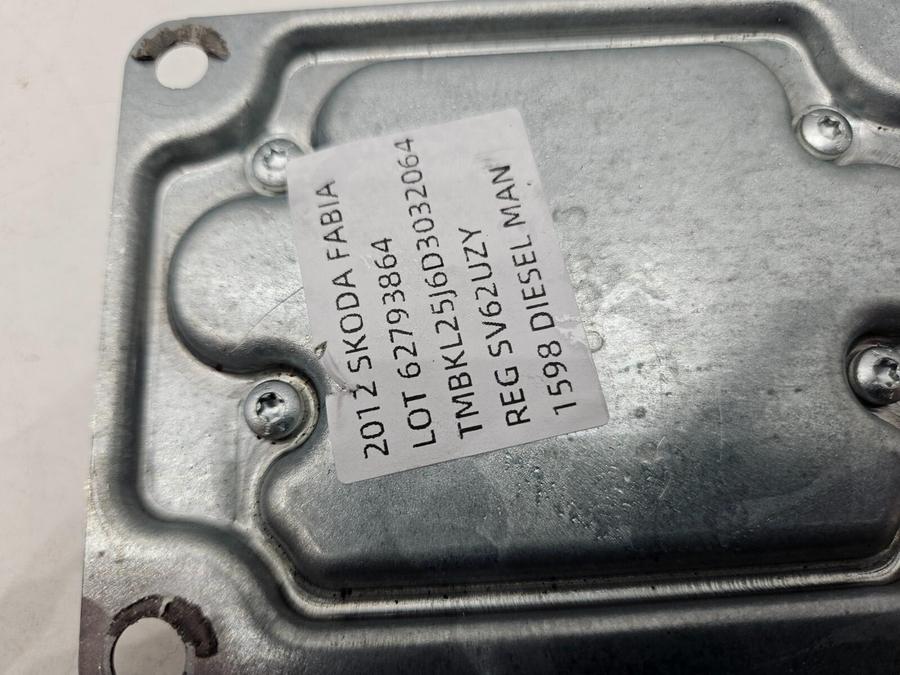 2012 SKODA FABIA
LOT 62793864
TMBKL25J6D3032064
REG SV62UZY
1598 DIESEL MAN